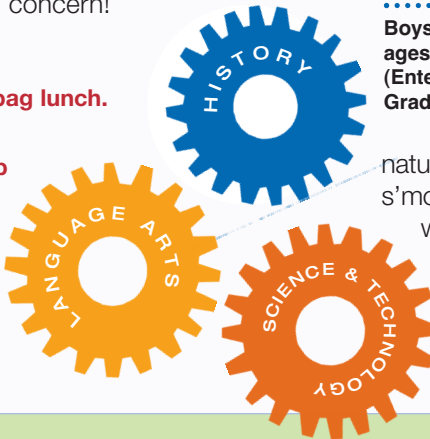 concern!
bag lunch.
Boys
ages
(Ente
Grad
HISTORY
natu
s'mo
w
LANGUAGE ARTS
SCIENCE & TECHNOLOGY